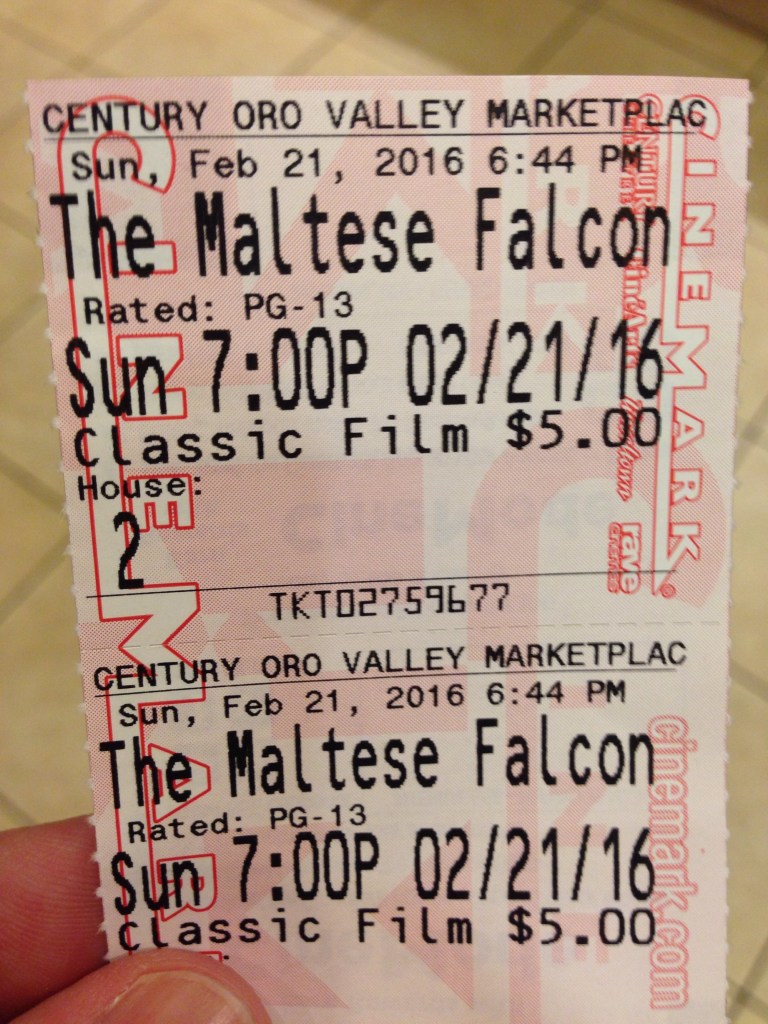 CENTURY ORO VALLEY MARKETPLAC
Sun, Feb 21, 2016 6:44 PM
The Maltese Falcon
Rated: PG-13
Sun 7:00P 02/21/16
Classic Film $5.00
House:
2
TKT02759677
CINEMARK
CINEMARK
rave
CENTURY ORO VALLEY MARKETPLAC
Sun, Feb 21, 2016 6:44 PM
The Maltese Falcon
Rated: PG-13
Sun 7:00P 02/21/16
Classic Film $5.00
cinemark.com